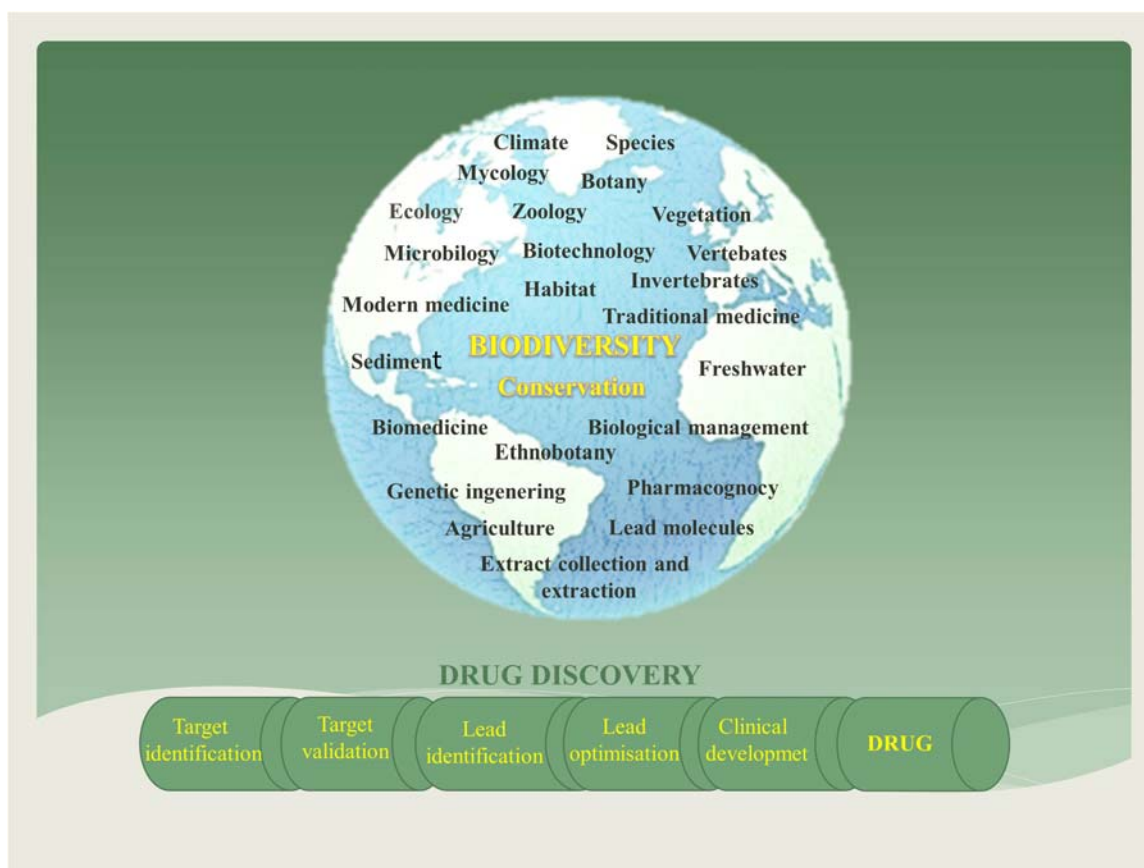 Climate Species
Mycology Botany
Ecology Zoology Vegetation
Microbilogy Biotechnology Vertebates
Habitat Invertebrates
Modern medicine Traditional medicine
BIODIVERSITY
Sediment Freshwater
Conservation
Biomedicine Biological management
Ethnobotany
Genetic ingenering Pharmacognocy
Agriculture Lead molecules
Extract collection and
extraction
DRUG DISCOVERY
Target
identification
Target
validation
Lead
identification
Lead
optimisation
Clinical
developmet
DRUG